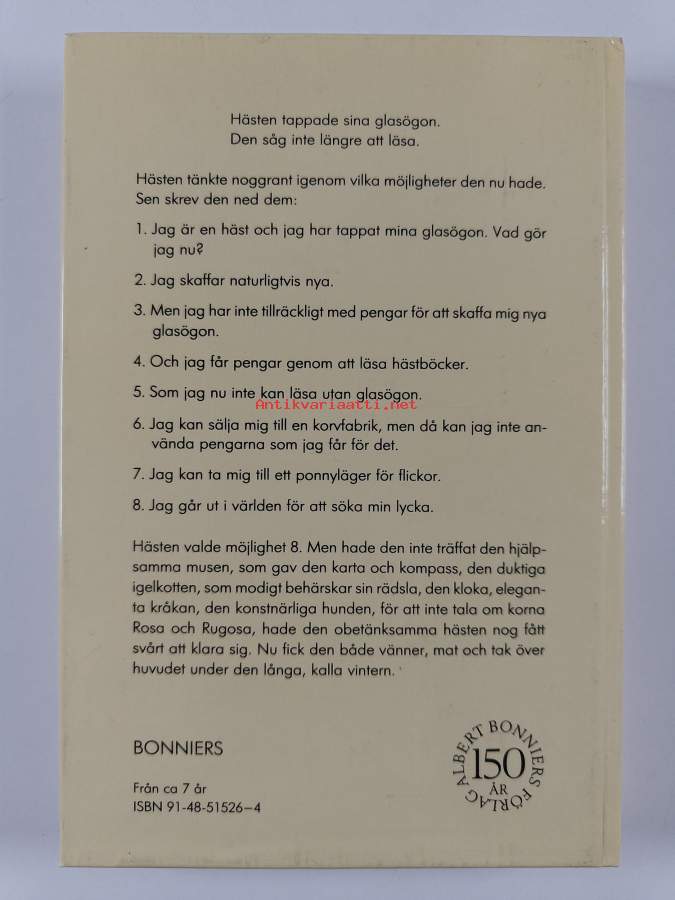 Hästen tappade sina glasögon.
Den såg inte längre att läsa.
Hästen tänkte noggrant igenom vilka möjligheter den nu hade.
Sen skrev den ned dem:
1. Jag är en häst och jag har tappat mina glasögon. Vad gör
jag nu?
2. Jag skaffar naturligtvis nya.
3. Men jag har inte tillräckligt med pengar för att skaffa mig nya
glasögon.
4. Och jag får pengar genom att läsa hästböcker.
5. Som jag nu inte kan läsa utan glasögon.
Antikvariaatti.net
6. Jag kan sälja mig till en korvfabrik, men då kan jag inte an-
vända pengarna som jag får för det.
7. Jag kan ta mig till ett ponnyläger för flickor.
8. Jag går ut i världen för att söka min lycka.
Hästen valde möjlighet 8. Men hade den inte träffat den hjälp-
samma musen, som gav den karta och kompass, den duktiga
igelkotten, som modigt behärskar sin rädsla, den kloka, elegan-
ta kråkan, den konstnärliga hunden, för att inte tala om korna
Rosa och Rugosa, hade den obetänksamma hästen nog fått
svårt att klara sig. Nu fick den både vänner, mat och tak över
huvudet under den långa, kalla vintern.
BONNIERS
Från ca 7 år
ISBN 91-48-51526-4
ALBERT BONNIERS FÖRLAG
150
ÅR